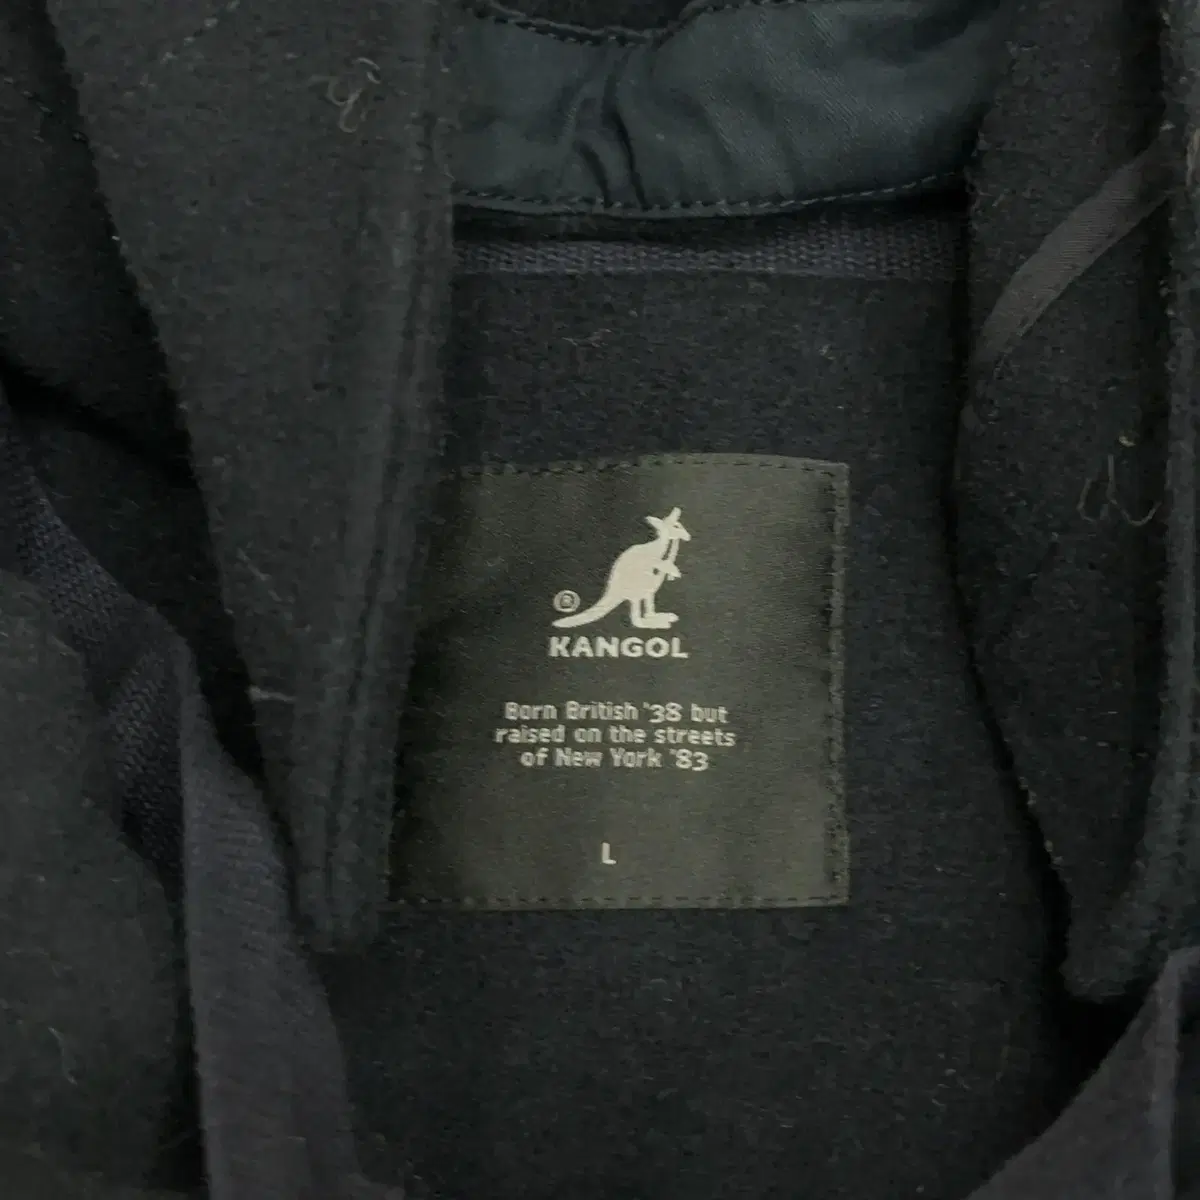 ®
KANGOL
Born British '38 but
raised on the streets
of New York '83
L